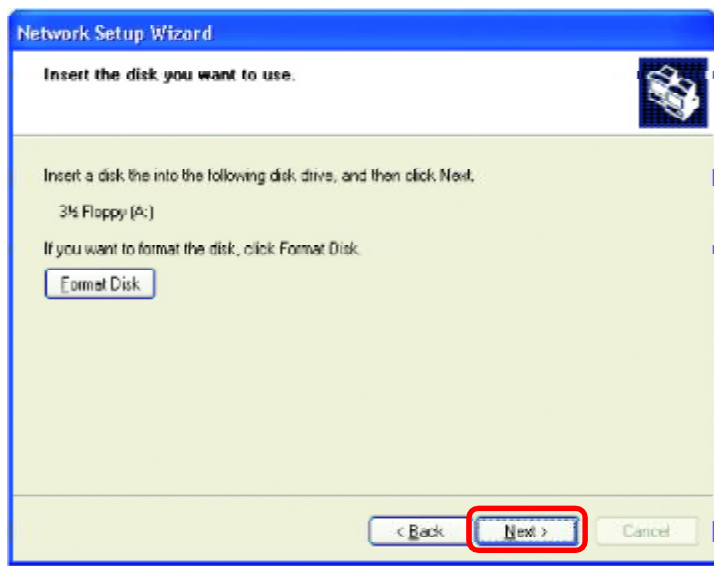 Network Setup Wizard
Insert the disk you want to use.
Insert a disk the into the following disk drive, and then click Next.
3½ Floppy (A:)
If you want to format the disk, click Format Disk.
Format Disk
< Back
Next >
Cancel